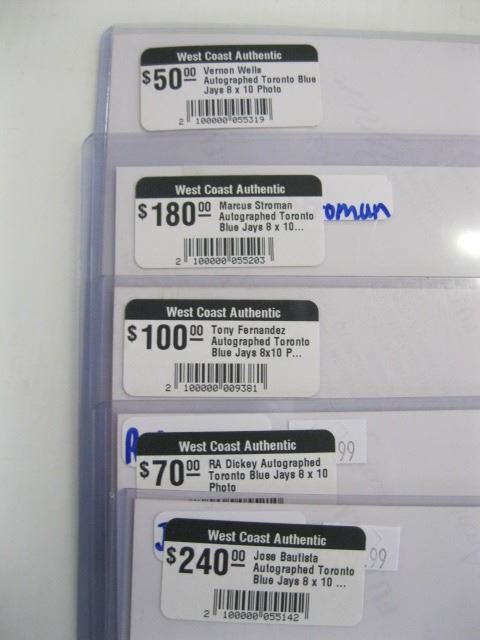 West Coast Authentic
$50 00 Vernon Wells
Autographed Toronto Blue
Jays 8 x 10 Photo
2 100000 055319
West Coast Authentic
$180 00 Marcus Stroman
Autographed Toronto
Blue Jays 8 x 10...
2 100000 055203
oman
West Coast Authentic
$100 00 Tony Fernandez
Autographed Toronto
Blue Jays 8x10 P...
2 100000 009381
West Coast Authentic
$70 00 RA Dickey Autographed
Toronto Blue Jays 8 x 10
Photo
99
West Coast Authentic
$240 00 Jose Bautista
Autographed Toronto
Blue Jays 8 x 10 ...
2 100000 055142
.99